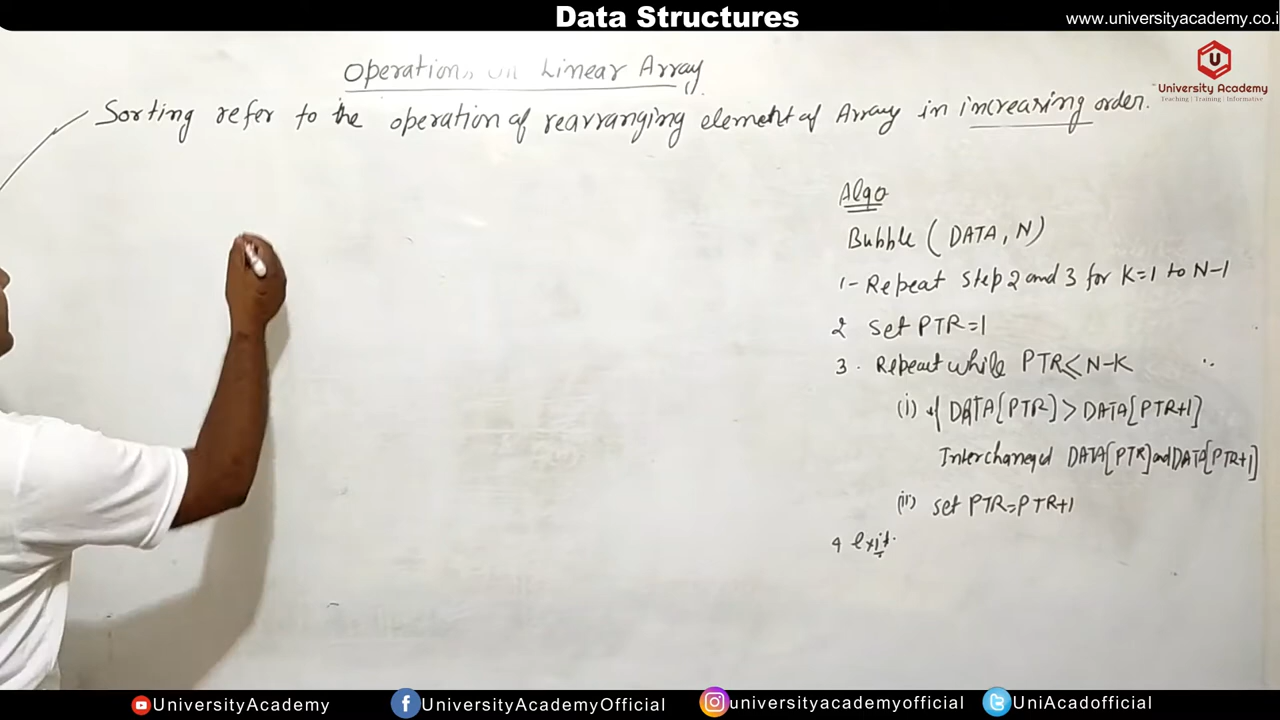 Data Structures
www.universityacademy.co.i
Operations on Linear Array
University Academy
Teaching | Training | Informative
Sorting refer to the operation of rearranging element of Array in increasing order.
Algo
Bubble ( DATA, N)
1- Repeat Step 2 and 3 for K=1 to N-1
2 Set PTR=1
3. Repeat while PTR≤N-K
(i) if DATA[PTR] > DATA[PTR+1]
Interchanged DATA[PTR] and DATA[PTR+1]
(ii) set PTR=PTR+1
4 exit.
UniversityAcademy
UniversityAcademyOfficial
universityacademyofficial
UniAcadofficial